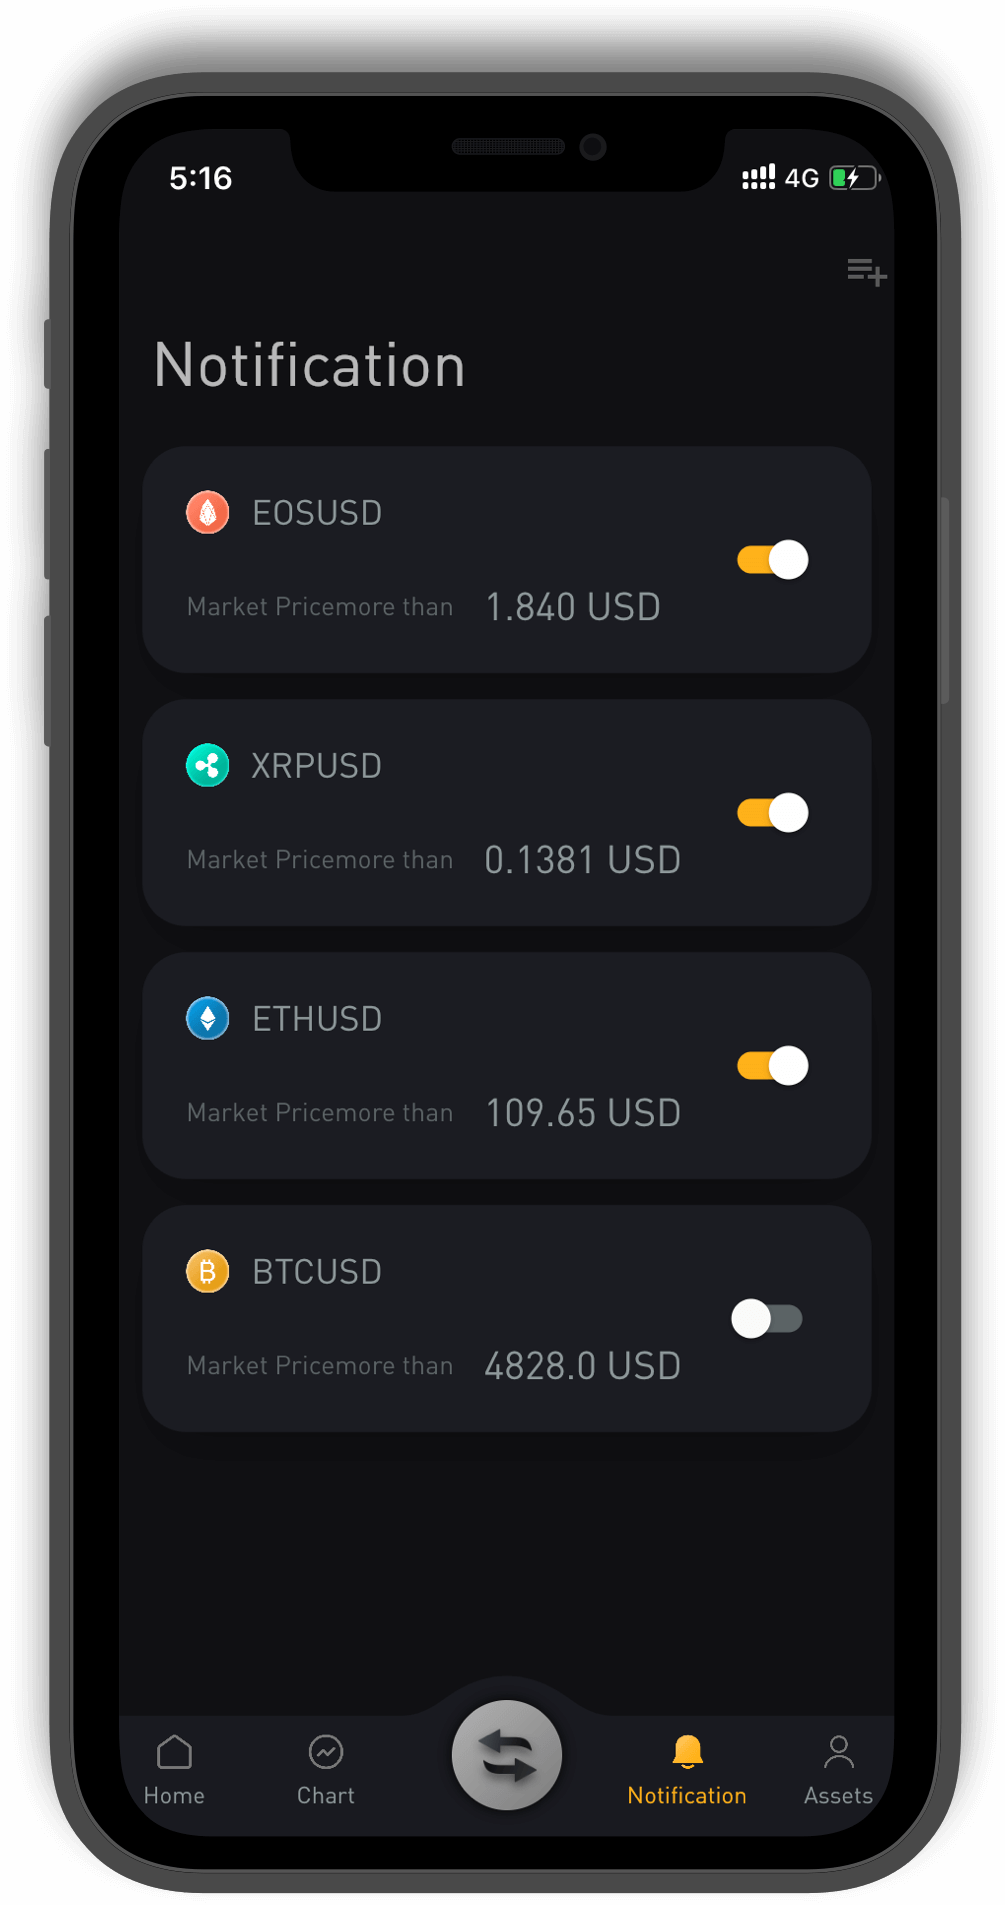 5:16 4G
Notification
EOSUSD
Market Pricemore than 1.840 USD
XRPUSD
Market Pricemore than 0.1381 USD
ETHUSD
Market Pricemore than 109.65 USD
BTCUSD
Market Pricemore than 4828.0 USD
Home Chart Notification Assets